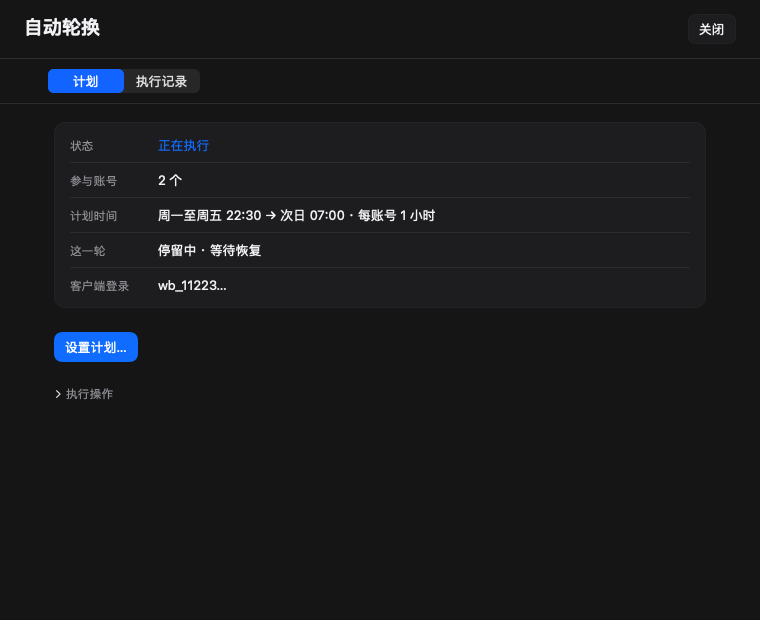 自动轮换
关闭
计划
执行记录
状态 正在执行
参与账号 2 个
计划时间 周一至周五 22:30 → 次日 07:00 · 每账号 1 小时
这一轮 停留中 · 等待恢复
客户端登录 wb_11223...
设置计划...
执行操作